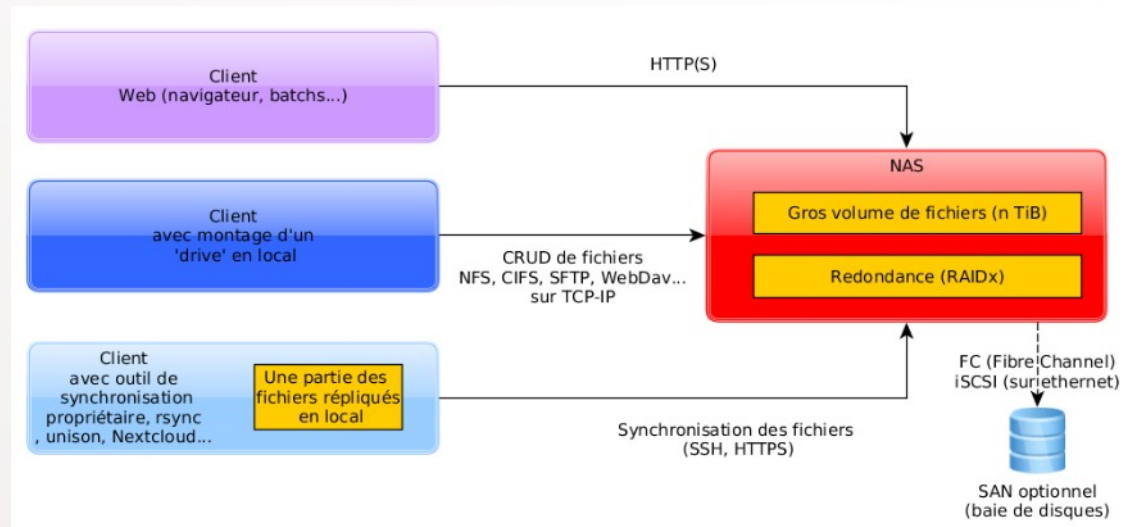 Client
Web (navigateur, batchs...)
HTTP(S)
NAS
Gros volume de fichiers (n TiB)
Redondance (RAIDx)
Client
avec montage d'un
'drive' en local
CRUD de fichiers
NFS, CIFS, SFTP, WebDav...
sur TCP-IP
Client
avec outil de
synchronisation
propriétaire, rsync
, unison, Nextcloud...
Une partie des
fichiers répliqués
en local
Synchronisation des fichiers
(SSH, HTTPS)
FC (Fibre Channel)
iSCSI (sur ethernet)
SAN optionnel
(baie de disques)